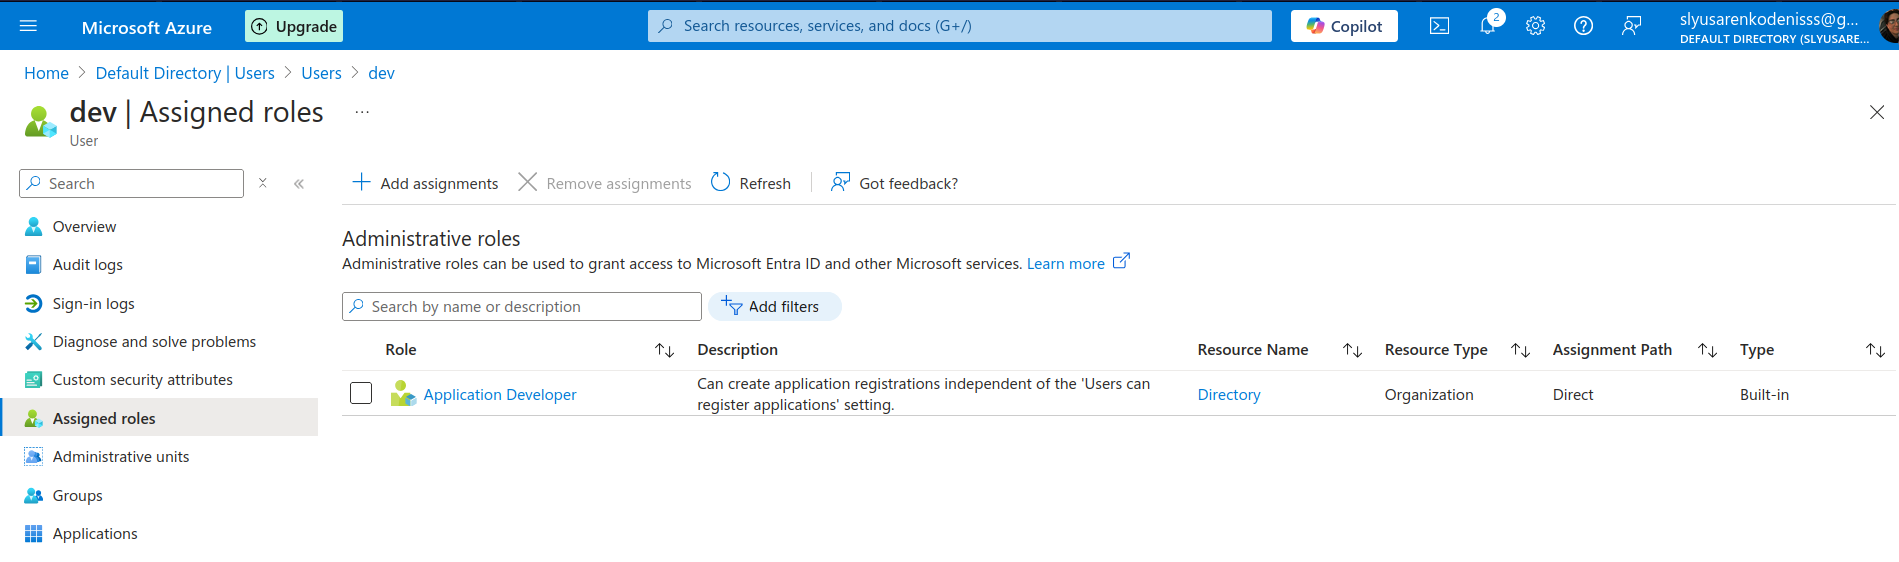 Microsoft Azure
Upgrade
Search resources, services, and docs (G+/)
Copilot
2
slyusarenkodenisss@g...
DEFAULT DIRECTORY (SLYUSARE...
Home > Default Directory | Users > Users > dev
dev | Assigned roles ...
User
Search
Add assignments
Remove assignments
Refresh
Got feedback?
Overview
Audit logs
Sign-in logs
Diagnose and solve problems
Custom security attributes
Assigned roles
Administrative units
Groups
Applications
Administrative roles
Administrative roles can be used to grant access to Microsoft Entra ID and other Microsoft services. Learn more
Search by name or description
Add filters
Role Description Resource Name Resource Type Assignment Path Type
Application Developer
Can create application registrations independent of the 'Users can
register applications' setting.
Directory
Organization
Direct
Built-in